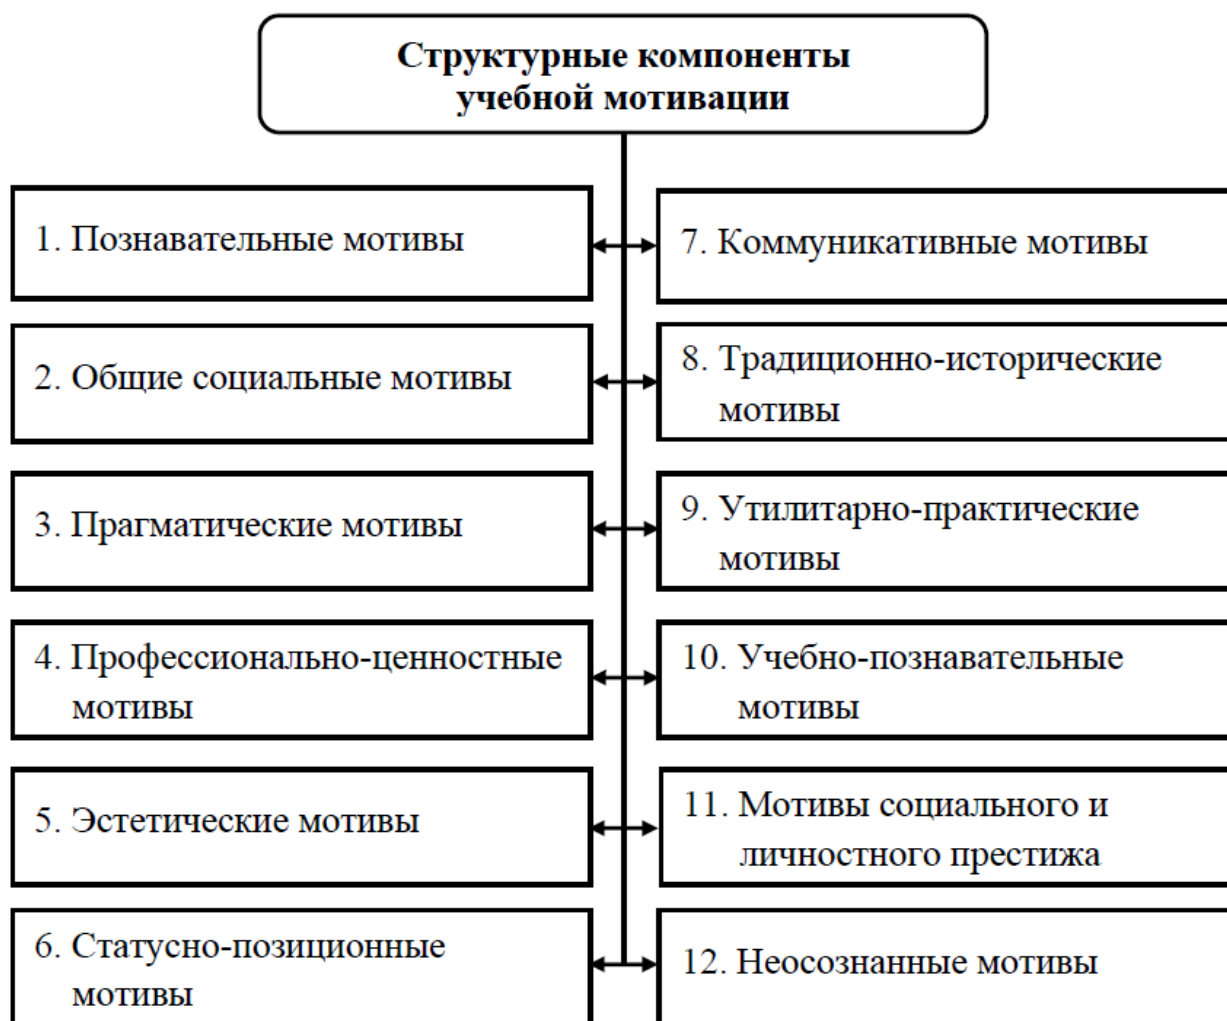 Структурные компоненты
учебной мотивации
1. Познавательные мотивы
2. Общие социальные мотивы
3. Прагматические мотивы
4. Профессионально-ценностные
мотивы
5. Эстетические мотивы
6. Статусно-позиционные
мотивы
7. Коммуникативные мотивы
8. Традиционно-исторические
мотивы
9. Утилитарно-практические
мотивы
10. Учебно-познавательные
мотивы
11. Мотивы социального и
личностного престижа
12. Неосознанные мотивы